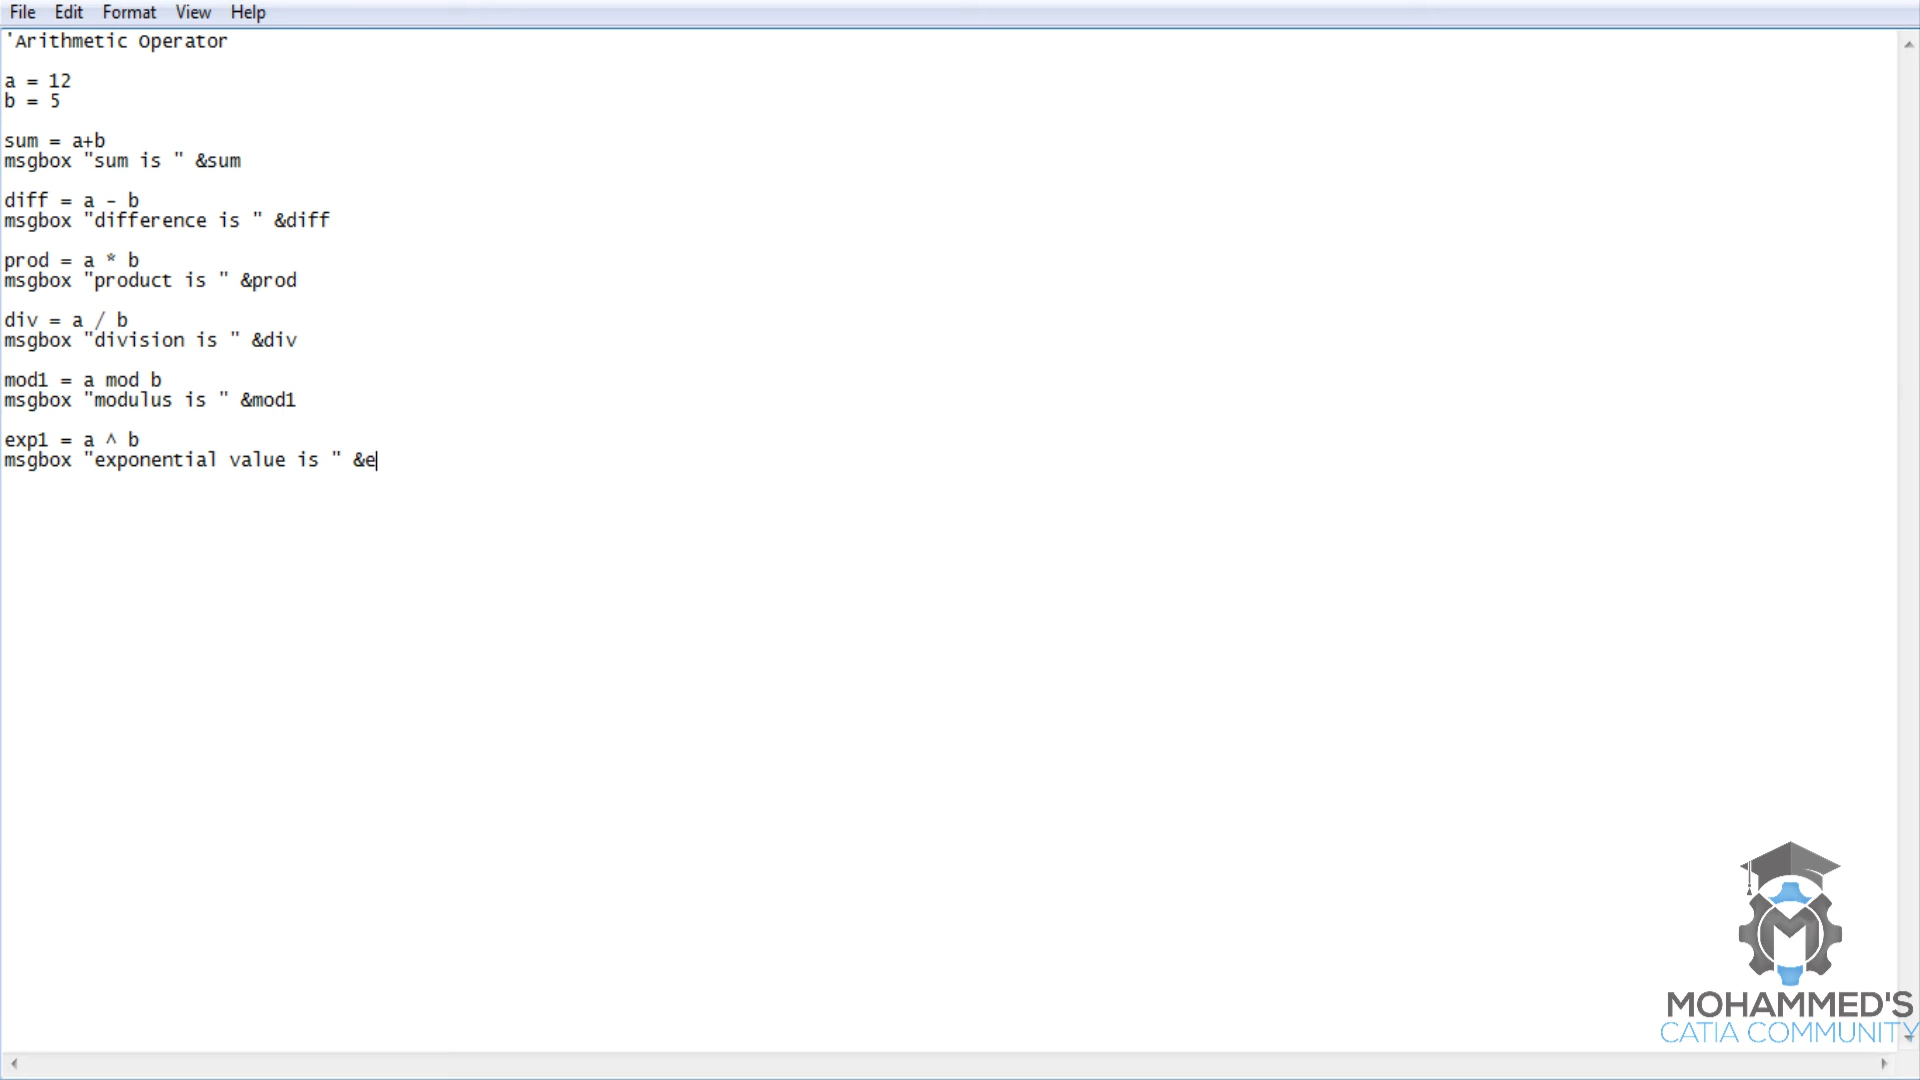 File Edit Format View Help
'Arithmetic Operator
a = 12
b = 5
sum = a+b
msgbox "sum is " &sum
diff = a - b
msgbox "difference is " &diff
prod = a * b
msgbox "product is " &prod
div = a / b
msgbox "division is " &div
mod1 = a mod b
msgbox "modulus is " &mod1
exp1 = a ^ b
msgbox "exponential value is " &e
MOHAMMED'S
CATIA COMMUNITY